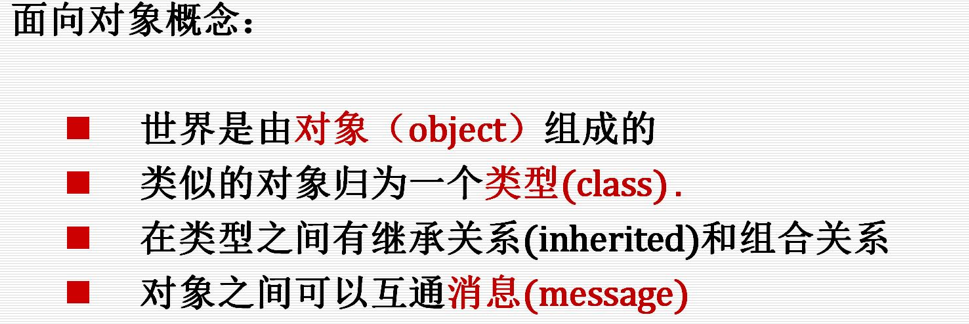 面向对象概念：
世界是由对象（object）组成的
类似的对象归为一个类型(class).
在类型之间有继承关系(inherited)和组合关系
对象之间可以互通消息(message)